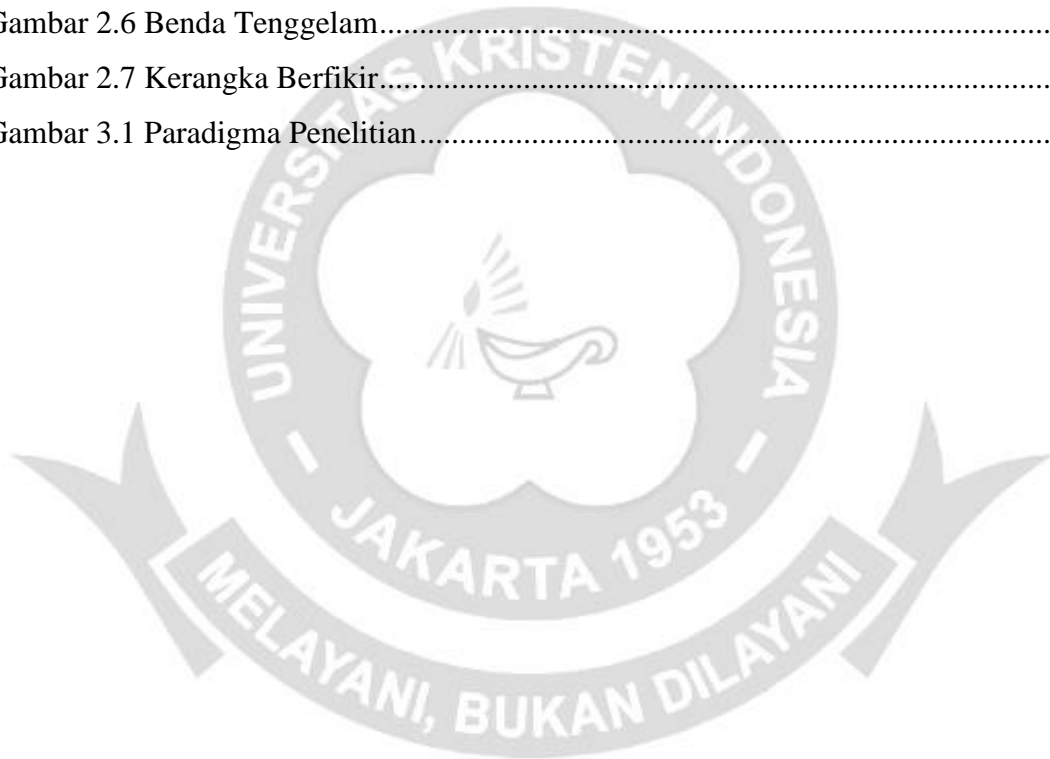 Gambar 2.6 Benda Tenggelam................................................................................
Gambar 2.7 Kerangka Berfikir................................................................................
Gambar 3.1 Paradigma Penelitian................................................................................
UNIVERSITAS KRISTEN INDONESIA
- JAKARTA 1953 -
MELAYANI, BUKAN DILAYANI